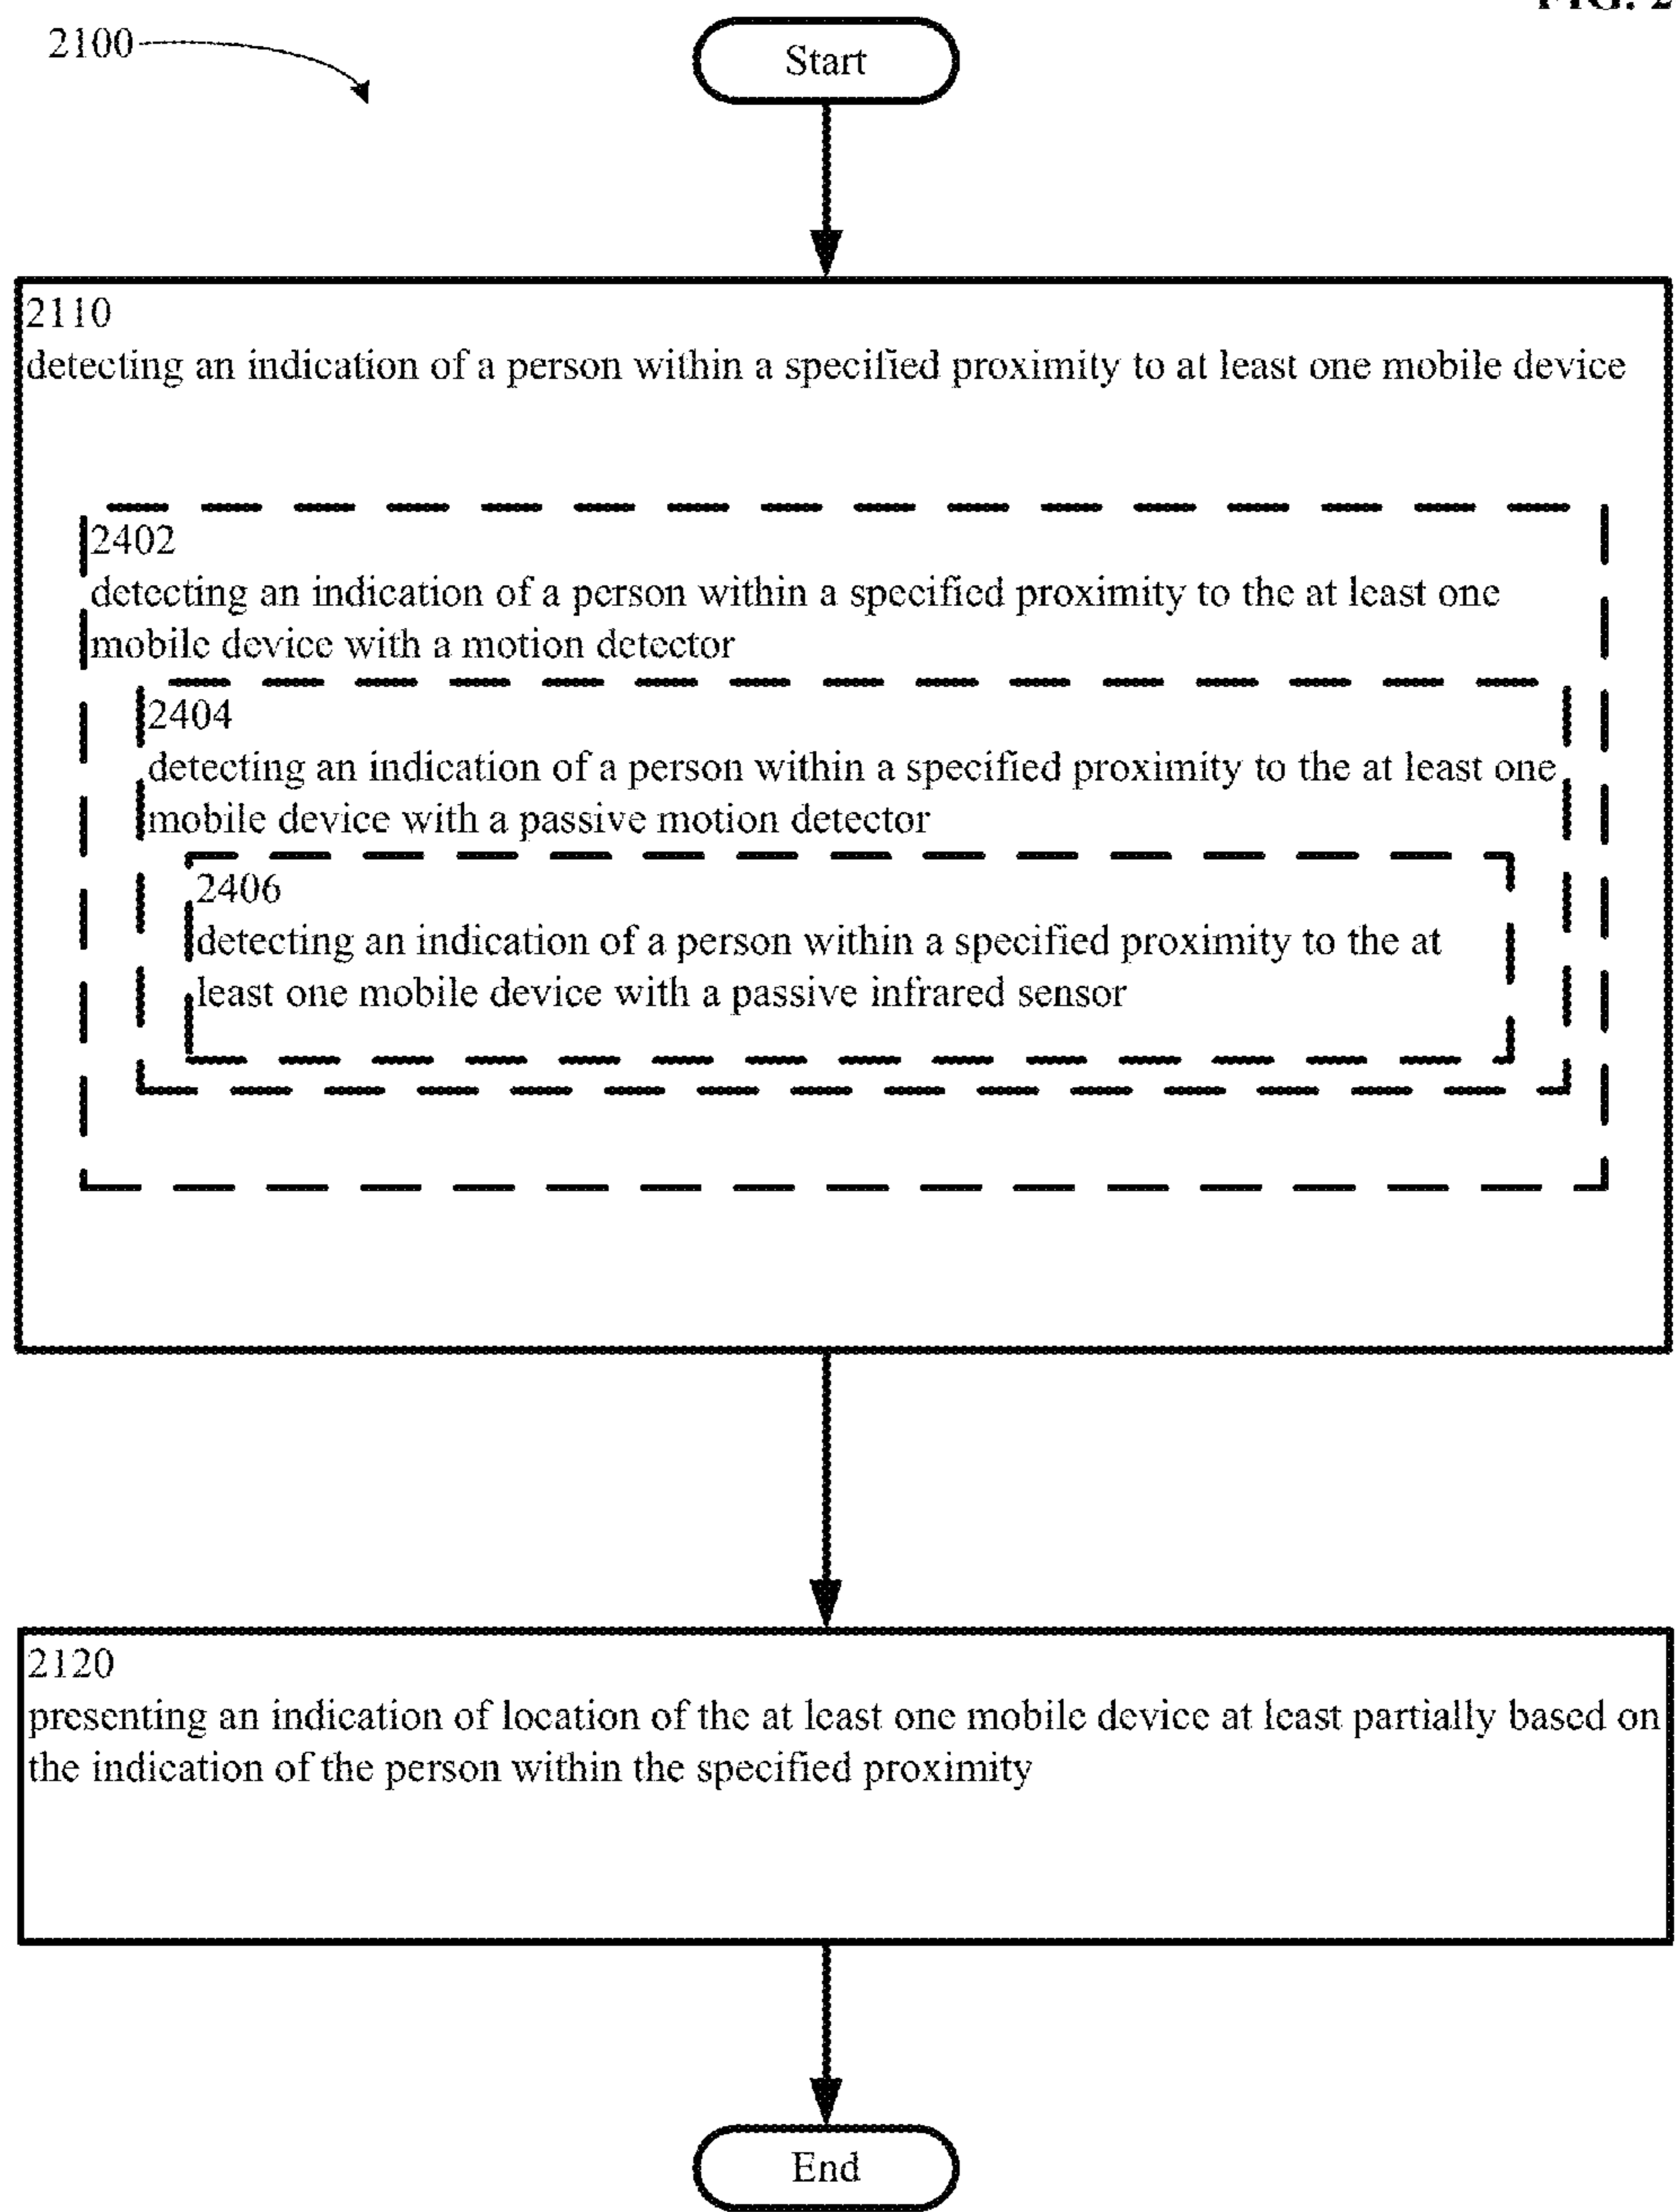 2100
Start
2110
detecting an indication of a person within a specified proximity to at least one mobile device
2402
detecting an indication of a person within a specified proximity to the at least one
mobile device with a motion detector
2404
detecting an indication of a person within a specified proximity to the at least one
mobile device with a passive motion detector
2406
detecting an indication of a person within a specified proximity to the at
least one mobile device with a passive infrared sensor
2120
presenting an indication of location of the at least one mobile device at least partially based on
the indication of the person within the specified proximity
End